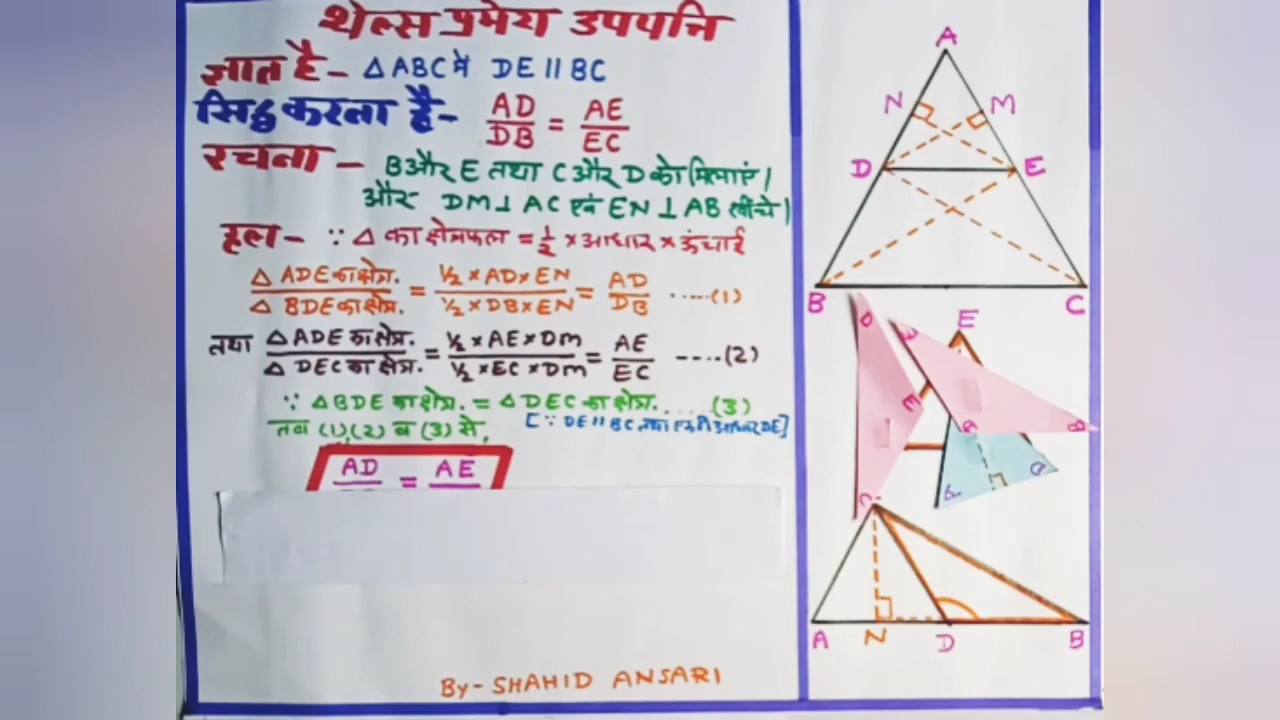 थेल्स प्रमेय उपपत्ति
ज्ञात है- △ABC में DE || BC
सिद्ध करना है- AD/DB = AE/EC
रचना - B और E तथा C और D को मिलाएं।
और DM ⊥ AC एवं EN ⊥ AB खींचे।
हल- ∵ △ का क्षेत्रफल = ½ × आधार × ऊंचाई
△ ADE का क्षेत्र./△ BDE का क्षेत्र. = ½ × AD × EN/½ × DB × EN = AD/DB .....(1)
तथा △ ADE का क्षेत्र./△ DEC का क्षेत्र. = ½ × AE × DM/½ × EC × DM = AE/EC ----(2)
∵ △BDE का क्षेत्र. = △DEC का क्षेत्र. .... (3)
तब (1),(2) व (3) से, [∵ DE || BC तथा आधार DE]
AD = AE
By- SHAHID ANSARI
A
N M
D E
B C
E
D D
E
B
C
A N D B